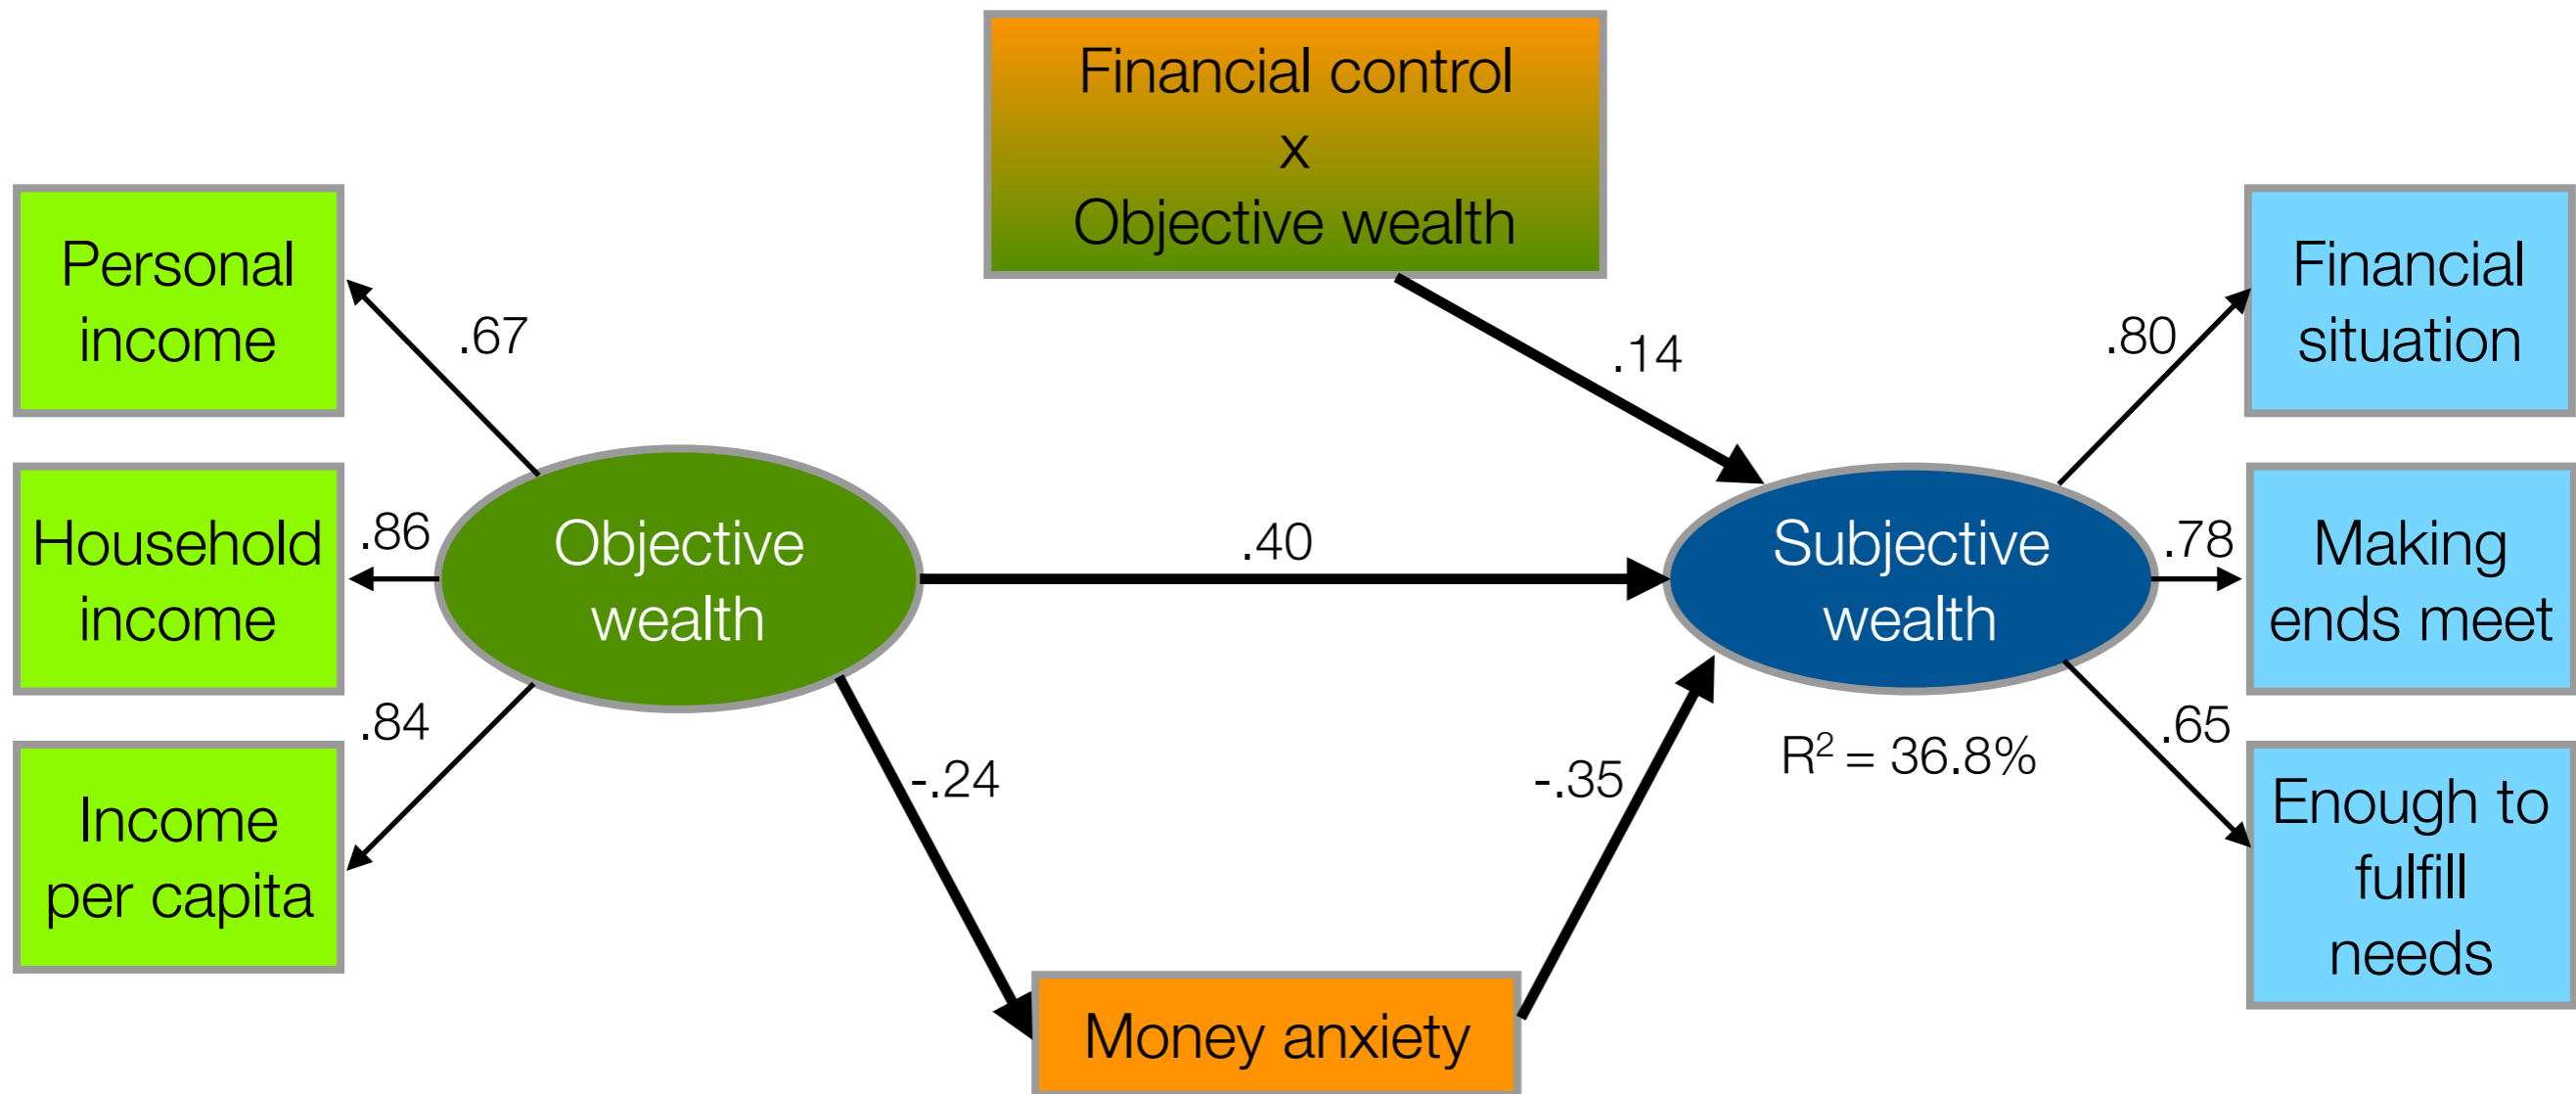 Financial control
x
Objective wealth
Personal
income
.67
.14
.80
Financial
situation
Household
income
.86
Objective
wealth
.40
Subjective
wealth
.78
Making
ends meet
.84
-.24
-.35
R² = 36.8%
.65
Income
per capita
Enough to
fulfill
needs
Money anxiety